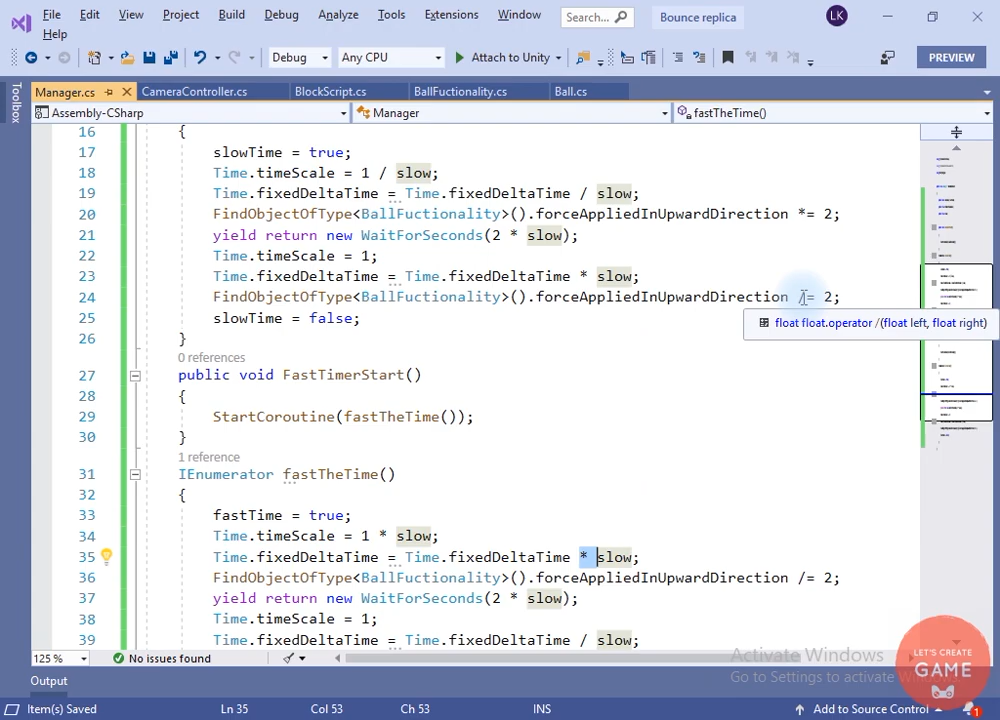 File Edit View Project Build Debug Analyze Tools Extensions Window Search... Bounce replica LK
Help
Debug Any CPU Attach to Unity PREVIEW
Toolbox
Manager.cs CameraController.cs BlockScript.cs BallFuctionality.cs Ball.cs
Assembly-CSharp Manager fastTheTime()
16 {
17 slowTime = true;
18 Time.timeScale = 1 / slow;
19 Time.fixedDeltaTime = Time.fixedDeltaTime / slow;
20 FindObjectOfType<BallFuctionality>().forceAppliedInUpwardDirection *= 2;
21 yield return new WaitForSeconds(2 * slow);
22 Time.timeScale = 1;
23 Time.fixedDeltaTime = Time.fixedDeltaTime * slow;
24 FindObjectOfType<BallFuctionality>().forceAppliedInUpwardDirection /= 2;
25 slowTime = false;
float float.operator /(float left, float right)
26 }
0 references
27 public void FastTimerStart()
28 {
29 StartCoroutine(fastTheTime());
30 }
1 reference
31 IEnumerator fastTheTime()
32 {
33 fastTime = true;
34 Time.timeScale = 1 * slow;
35 Time.fixedDeltaTime = Time.fixedDeltaTime * slow;
36 FindObjectOfType<BallFuctionality>().forceAppliedInUpwardDirection /= 2;
37 yield return new WaitForSeconds(2 * slow);
38 Time.timeScale = 1;
39 Time.fixedDeltaTime = Time.fixedDeltaTime / slow;
125 % No issues found
Activate Windows
Go to Settings to activate
LET'S CREATE
GAME
Output
Item(s) Saved Ln 35 Col 53 Ch 53 INS Add to Source Control 1